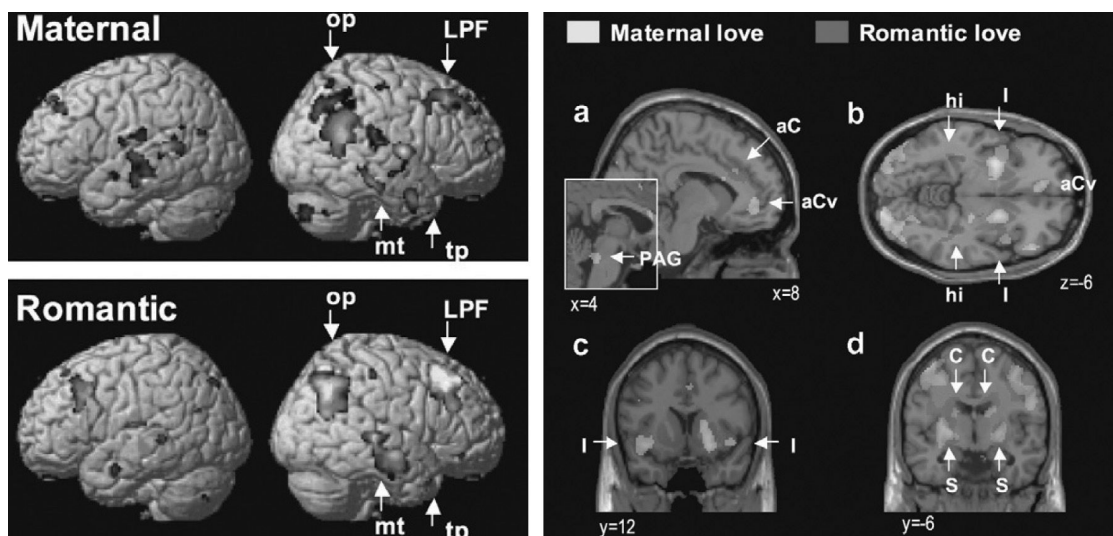 Maternal
op
LPF
mt
tp
Romantic
op
LPF
mt
tp
Maternal love
Romantic love
a
aC
aCv
PAG
x=4
x=8
b
hi
I
aCv
hi
I
z=-6
c
I
I
y=12
d
C
C
S
S
y=-6